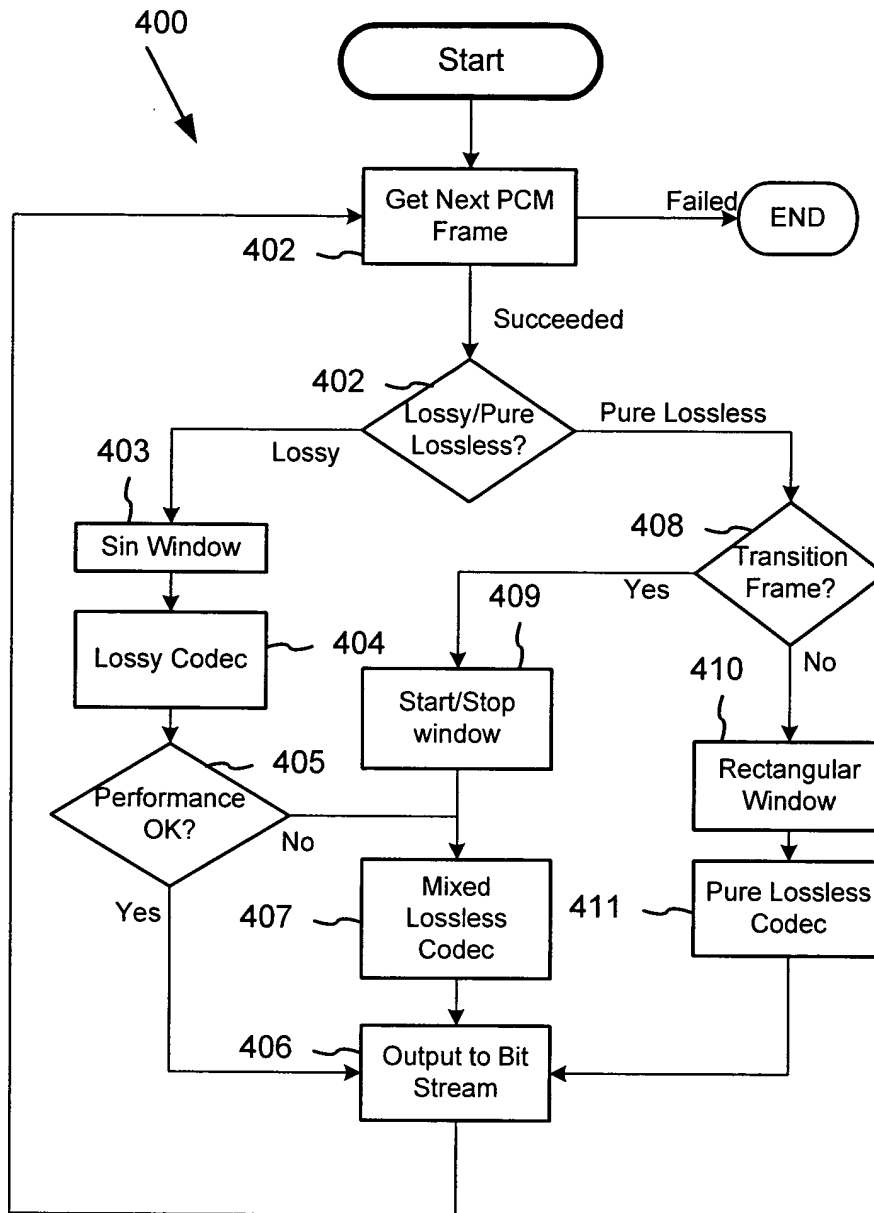 400
Start
Get Next PCM
Frame
402
Failed
END
Succeeded
402
Lossy/Pure
Lossless?
Lossy
Pure Lossless
403
Sin Window
408
Transition
Frame?
Yes
No
404
Lossy Codec
409
Start/Stop
window
410
Rectangular
Window
405
Performance
OK?
No
Yes
407
Mixed
Lossless
Codec
411
Pure Lossless
Codec
406
Output to Bit
Stream